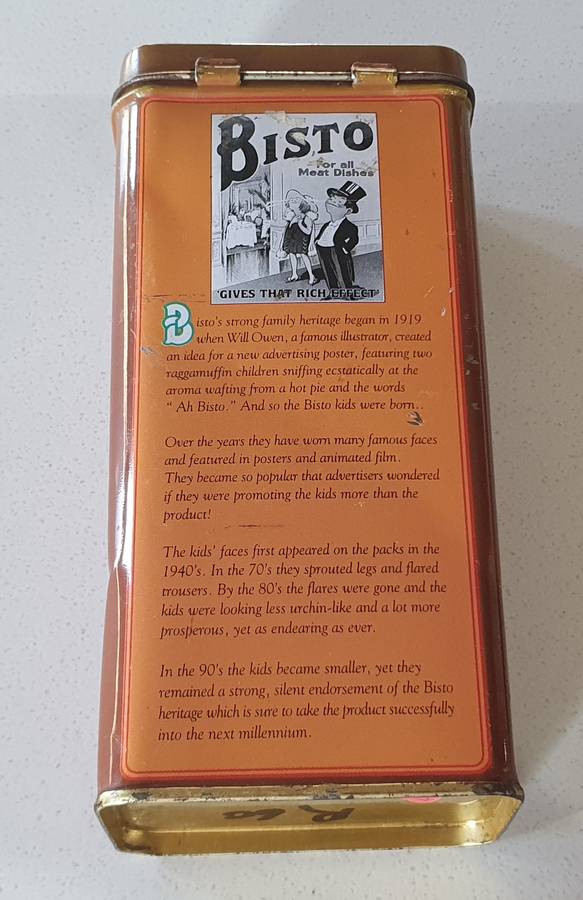 BISTO
For all
Meat Dishes
'GIVES THAT RICH EFFECT'
Bisto's strong family heritage began in 1919
when Will Owen, a famous illustrator, created
an idea for a new advertising poster, featuring two
raggamuffin children sniffing ecstatically at the
aroma wafting from a hot pie and the words
" Ah Bisto." And so the Bisto kids were born..
Over the years they have worn many famous faces
and featured in posters and animated film.
They became so popular that advertisers wondered
if they were promoting the kids more than the
product!
The kids' faces first appeared on the packs in the
1940's. In the 70's they sprouted legs and flared
trousers. By the 80's the flares were gone and the
kids were looking less urchin-like and a lot more
prosperous, yet as endearing as ever.
In the 90's the kids became smaller, yet they
remained a strong, silent endorsement of the Bisto
heritage which is sure to take the product successfully
into the next millennium.